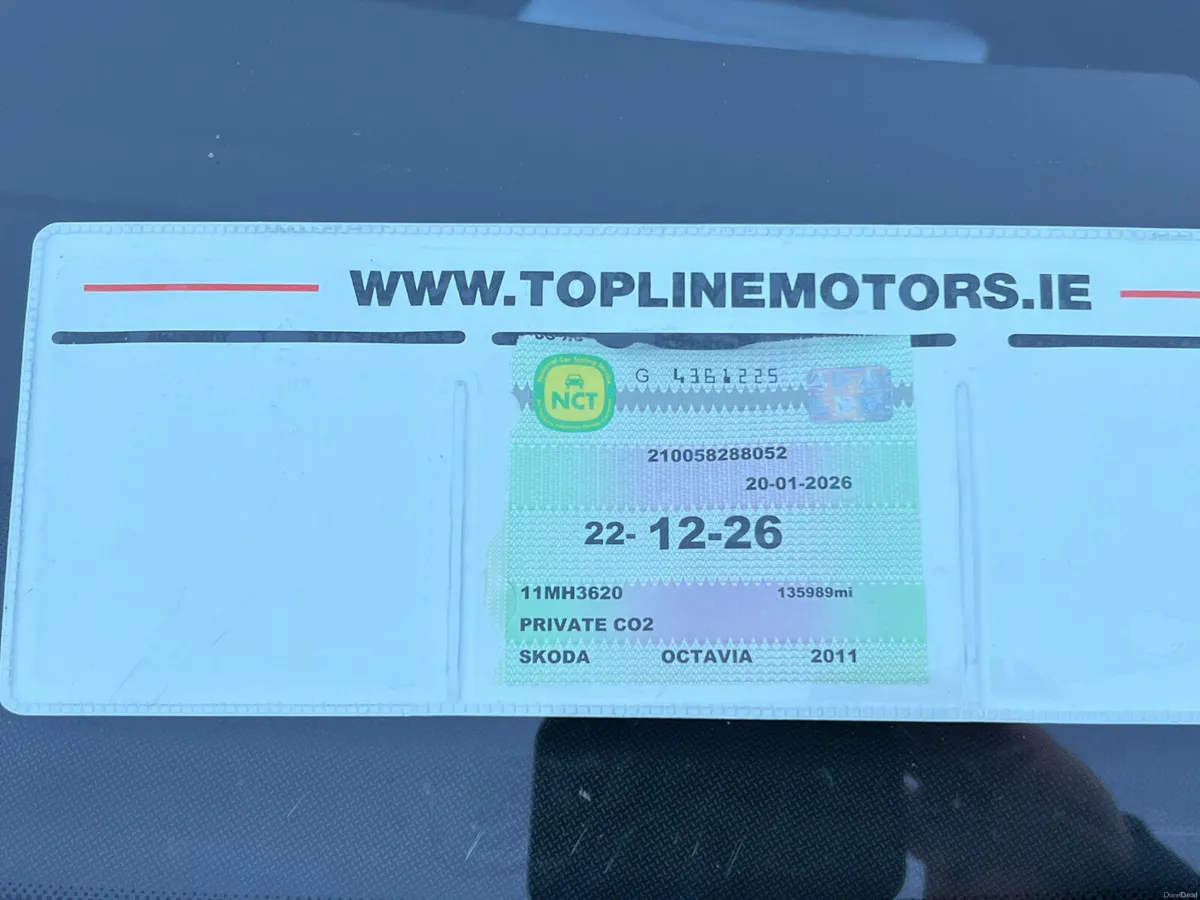 WWW.TOPLINEMOTORS.IE
NCT
G 4361225
210058288052
20-01-2026
22- 12-26
11MH3620 135989mi
PRIVATE CO2
SKODA OCTAVIA 2011
DoneDeal